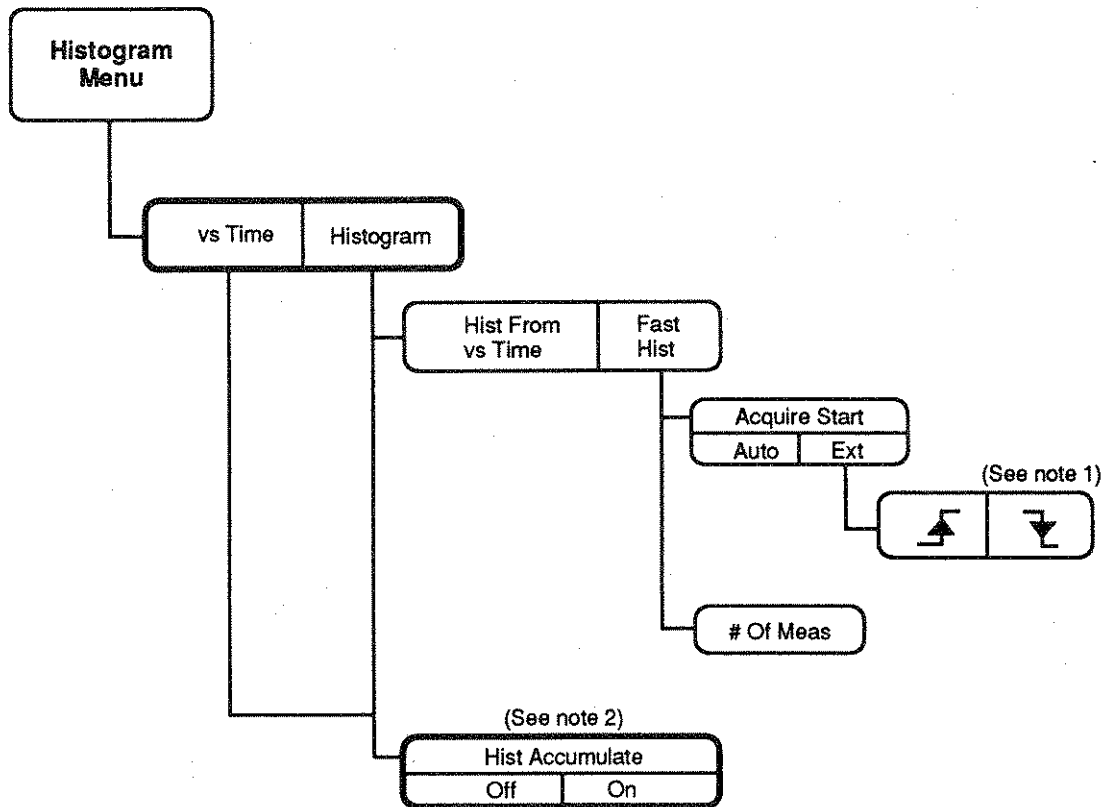 Histogram
Menu
vs Time
Histogram
Hist From
vs Time
Fast
Hist
Acquire Start
Auto
Ext
(See note 1)
# Of Meas
(See note 2)
Hist Accumulate
Off
On